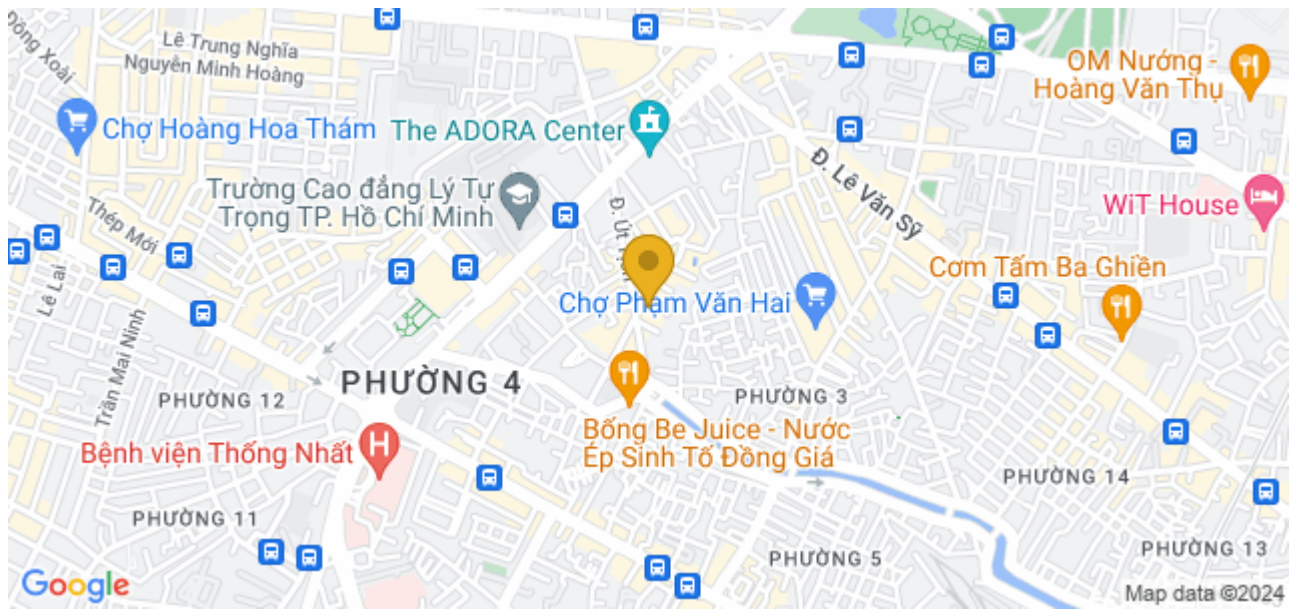 Đồng Xoài
Lê Trung Nghĩa
Nguyễn Minh Hoàng
OM Nướng -
Hoàng Văn Thụ
Chợ Hoàng Hoa Thám
The ADORA Center
Đ. Lê Văn Sỹ
Trường Cao đẳng Lý Tự
Trọng TP. Hồ Chí Minh
Đ. Út
WiT House
Thép Mới
Lê Lai
Cơm Tấm Ba Ghiền
Chợ Phạm Văn Hai
Trần Mai Ninh
PHƯỜNG 12
PHƯỜNG 4
PHƯỜNG 3
Bệnh viện Thống Nhất
H
Bống Be Juice - Nước
Ép Sinh Tố Đồng Giá
PHƯỜNG 14
PHƯỜNG 11
PHƯỜNG 5
PHƯỜNG 13
Google
Map data ©2024